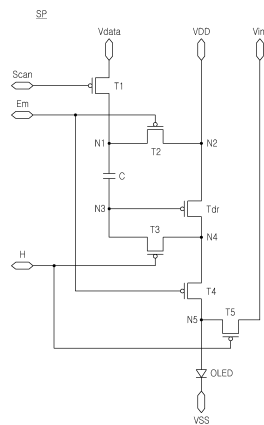 SP
Vdata VDD Vin
Scan
T1
Em
N1 T2 N2
C
N3 Tdr
T3 N4
H
T4
T5
N5
OLED
VSS